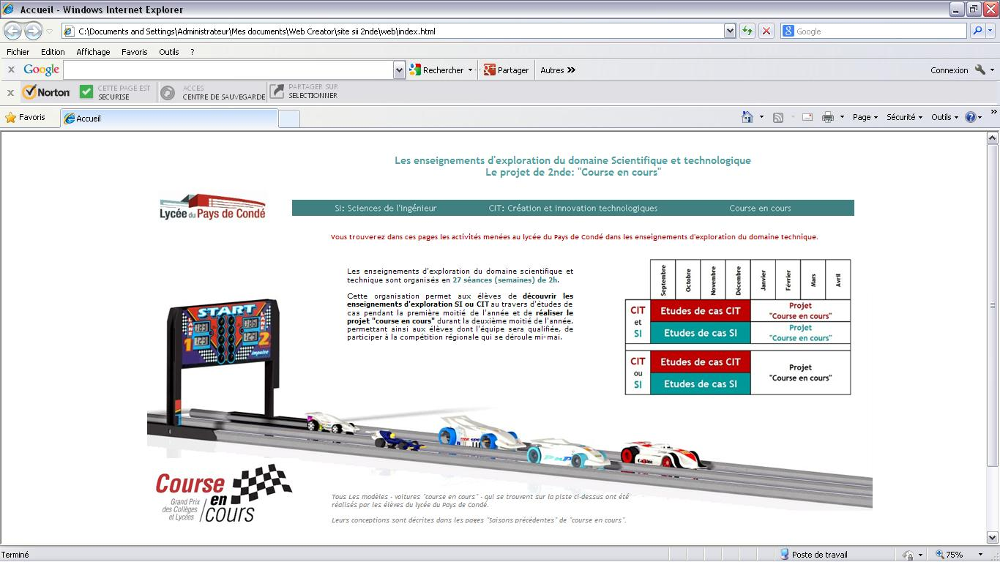 Accueil - Windows Internet Explorer
C:\Documents and Settings\Administrateur\Mes documents\Web Creator\site sii 2nde\web\index.html
Google
Fichier Edition Affichage Favoris Outils ?
x Google Rechercher Partager Autres Connexion
x Norton CETTE PAGE EST SECURISE ACCES CENTRE DE SAUVEGARDE PARTAGER SUR SELECTIONNER
Favoris Accueil Page Sécurité Outils
Les enseignements d'exploration du domaine Scientifique et technologique
Le projet de 2nde: "Course en cours"
Lycée du Pays de Condé
SI: Sciences de l'ingénieur CIT: Création et innovation technologiques Course en cours
Vous trouverez dans ces pages les activités menées au lycée du Pays de Condé dans les enseignements d'exploration du domaine technique.
Les enseignements d'exploration du domaine scientifique et
technique sont organisés en 27 séances (semaines) de 2h.
Cette organisation permet aux élèves de découvrir les
enseignements d'exploration SI ou CIT au travers d'études de
cas pendant la première moitié de l'année et de réaliser le
projet "course en cours" durant la deuxième moitié de l'année,
permettant ainsi aux élèves dont l'équipe sera qualifiée, de
participer à la compétition régionale qui se déroule mi-mai.
Septembre Octobre Novembre Décembre Janvier Février Mars Avril
CIT et SI
Etudes de cas CIT
Projet
"Course en cours"
Etudes de cas SI
Projet
"Course en cours"
CIT ou SI
Etudes de cas CIT
Etudes de cas SI
Projet
"Course en cours"
START
LANE LANE
1 2
impulse
PMP
Course
en
cours
Grand Prix
des Collèges
et Lycées
Tous Les modèles - voitures "course en cours" - qui se trouvent sur la piste ci-dessus ont été
réalisés par les élèves du lycée du Pays de Condé.
Leurs conceptions sont décrites dans les pages "Saisons précédentes" de "course en cours".
Terminé Poste de travail 75%